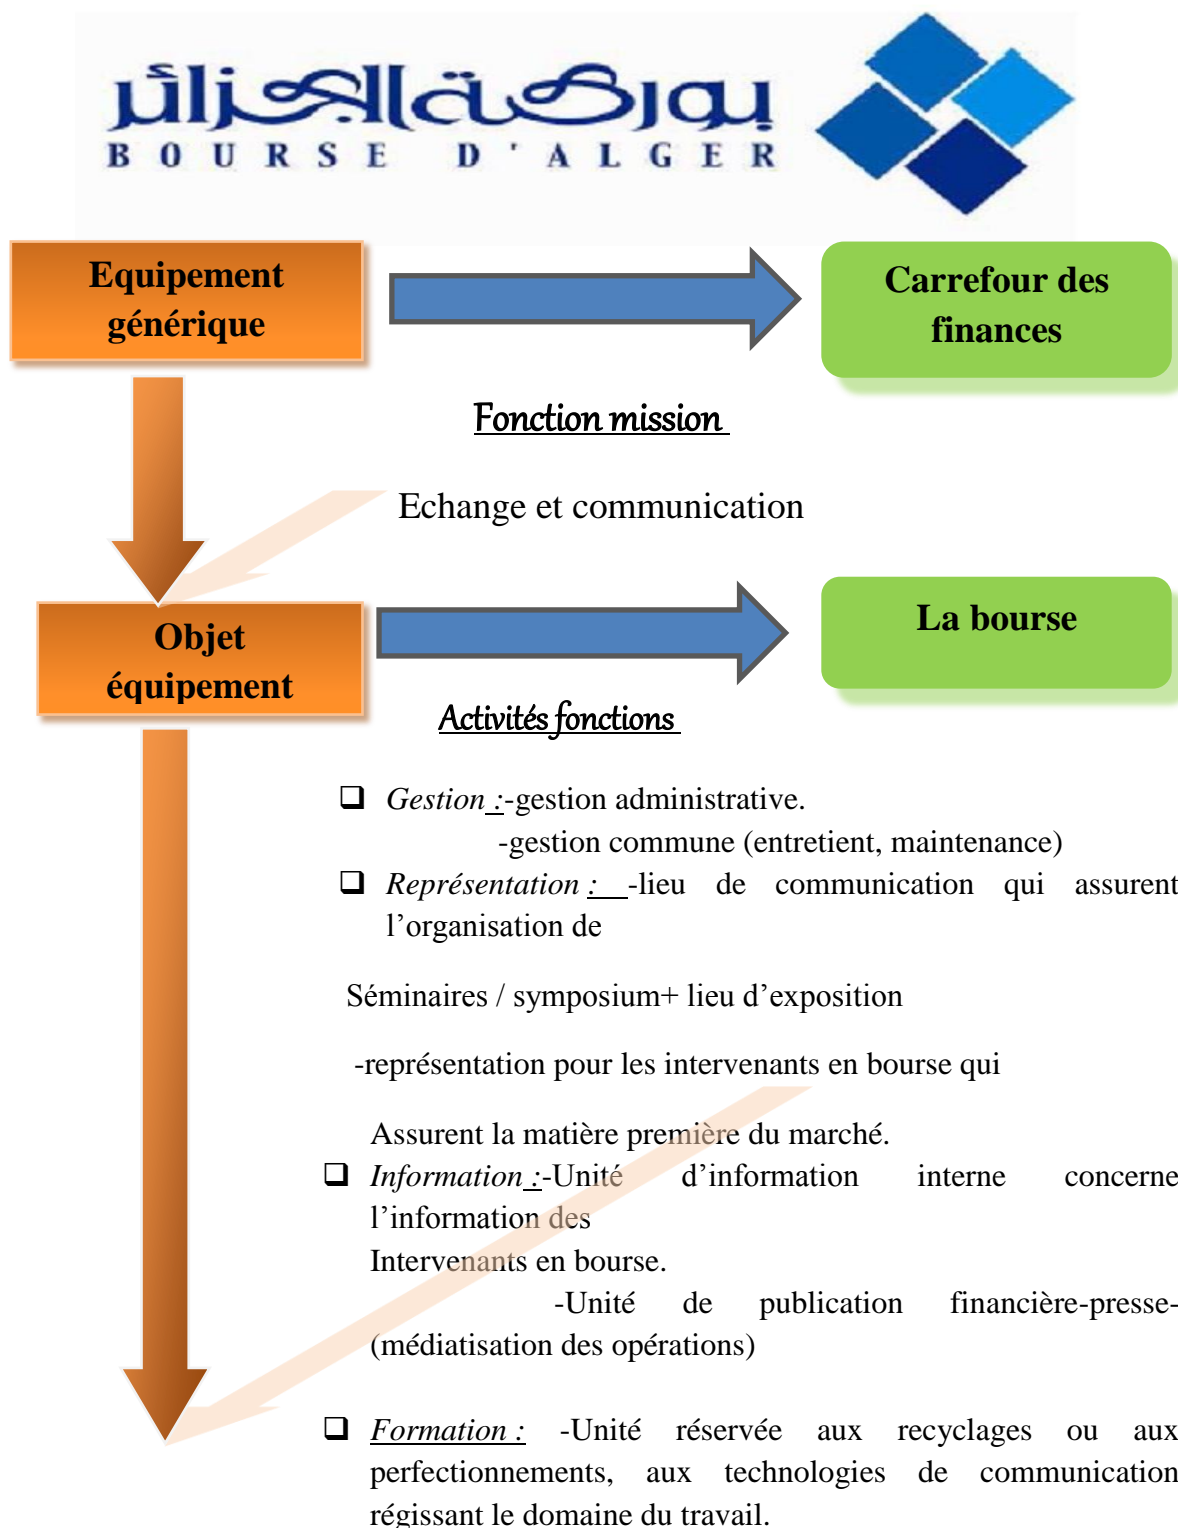 بورصة الجزائر
BOURSE D'ALGER
Equipement
générique
Carrefour des
finances
Fonction mission
Echange et communication
Objet
équipement
La bourse
Activités fonctions
❑ Gestion :-gestion administrative.
-gestion commune (entretient, maintenance)
❑ Représentation : -lieu de communication qui assurent
l’organisation de
Séminaires / symposium+ lieu d’exposition
-représentation pour les intervenants en bourse qui
Assurent la matière première du marché.
❑ Information :-Unité d’information interne concerne
l’information des
Intervenants en bourse.
-Unité de publication financière-presse-
(médiatisation des opérations)
❑ Formation : -Unité réservée aux recyclages ou aux
perfectionnements, aux technologies de communication
régissant le domaine du travail.